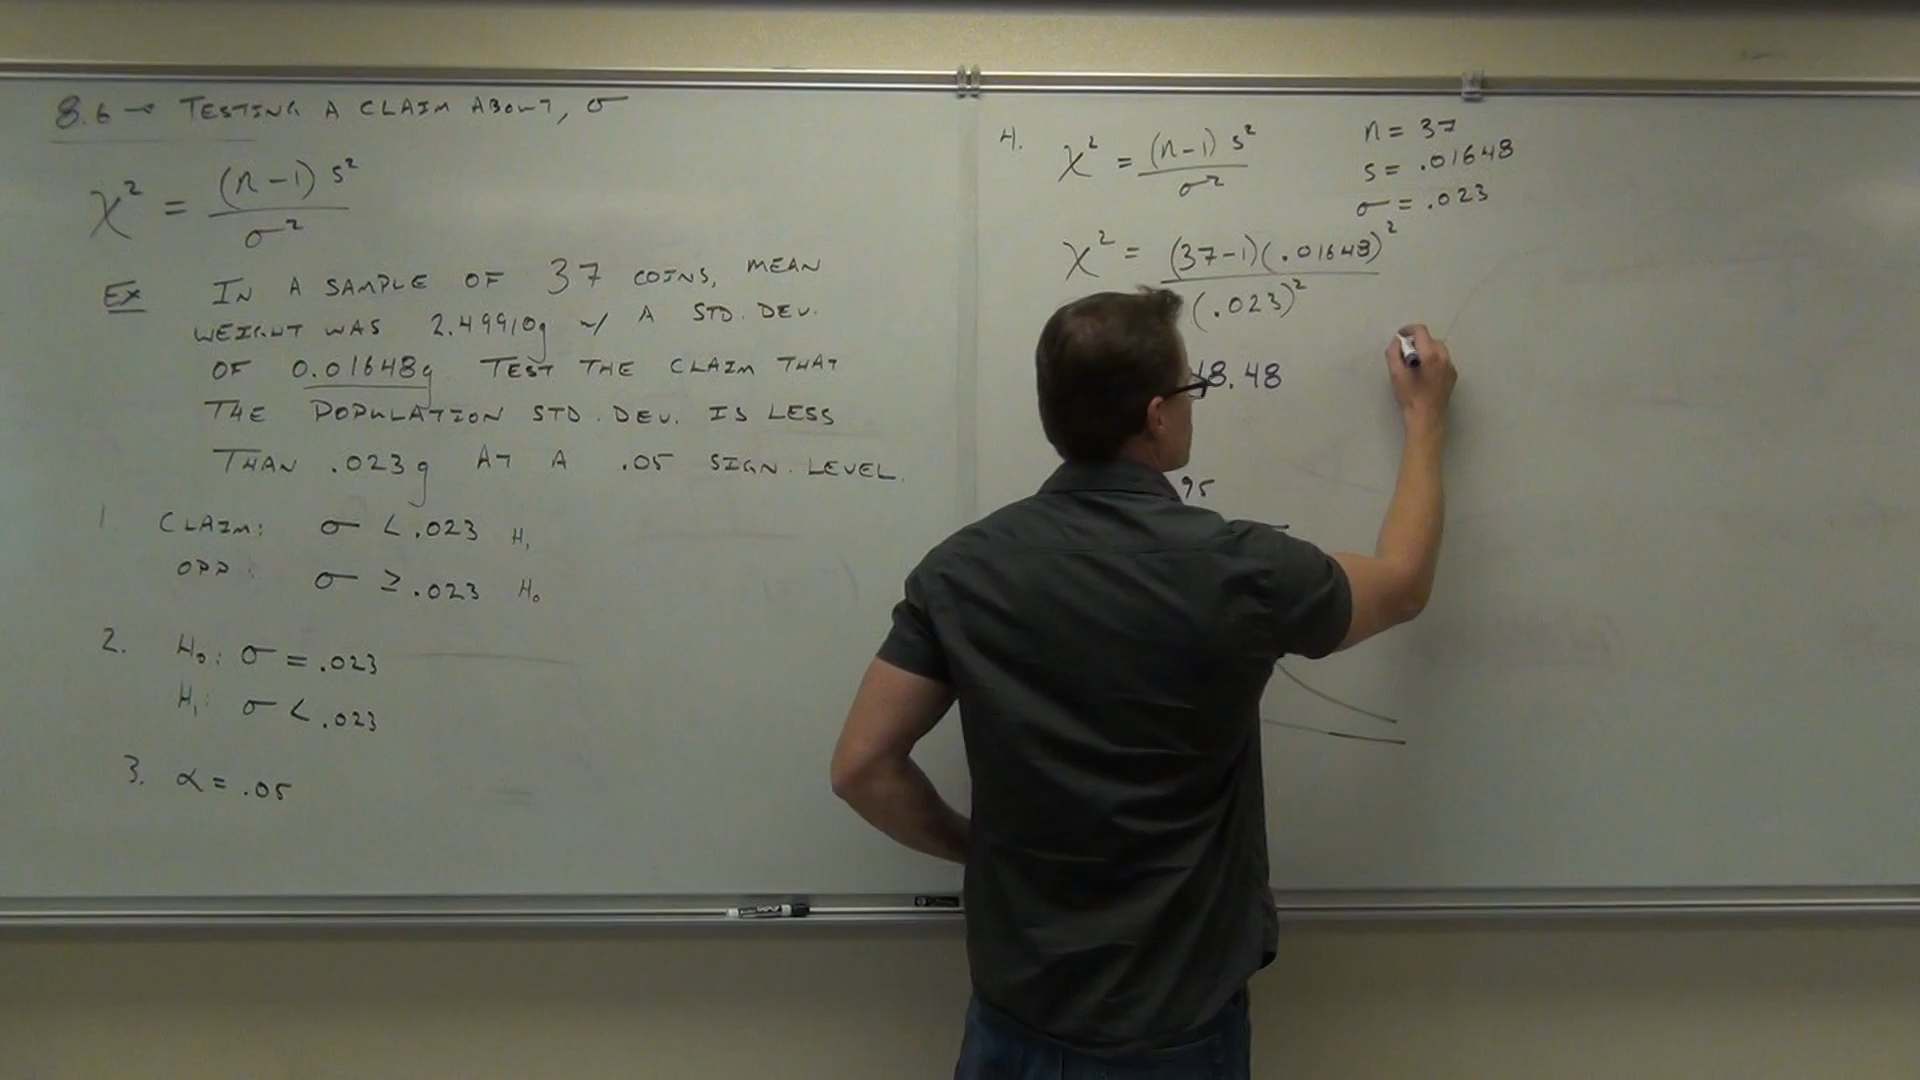 8.6 → TESTING A CLAIM ABOUT, σ
χ² = (n-1) s² / σ²
Ex IN A SAMPLE OF 37 COINS, MEAN
WEIGHT WAS 2.49910g w/ A STD. DEV.
OF 0.01648g TEST THE CLAIM THAT
THE POPULATION STD. DEV. IS LESS
THAN .023g AT A .05 SIGN. LEVEL.
1. CLAIM: σ < .023 H₁
OPP: σ ≥ .023 H₀
2. H₀: σ = .023
H₁: σ < .023
3. α = .05
4. χ² = (n-1) s² / σ²
n = 37
s = .01648
σ = .023
χ² = (37-1)(.01648)² / (.023)²
18.48
95